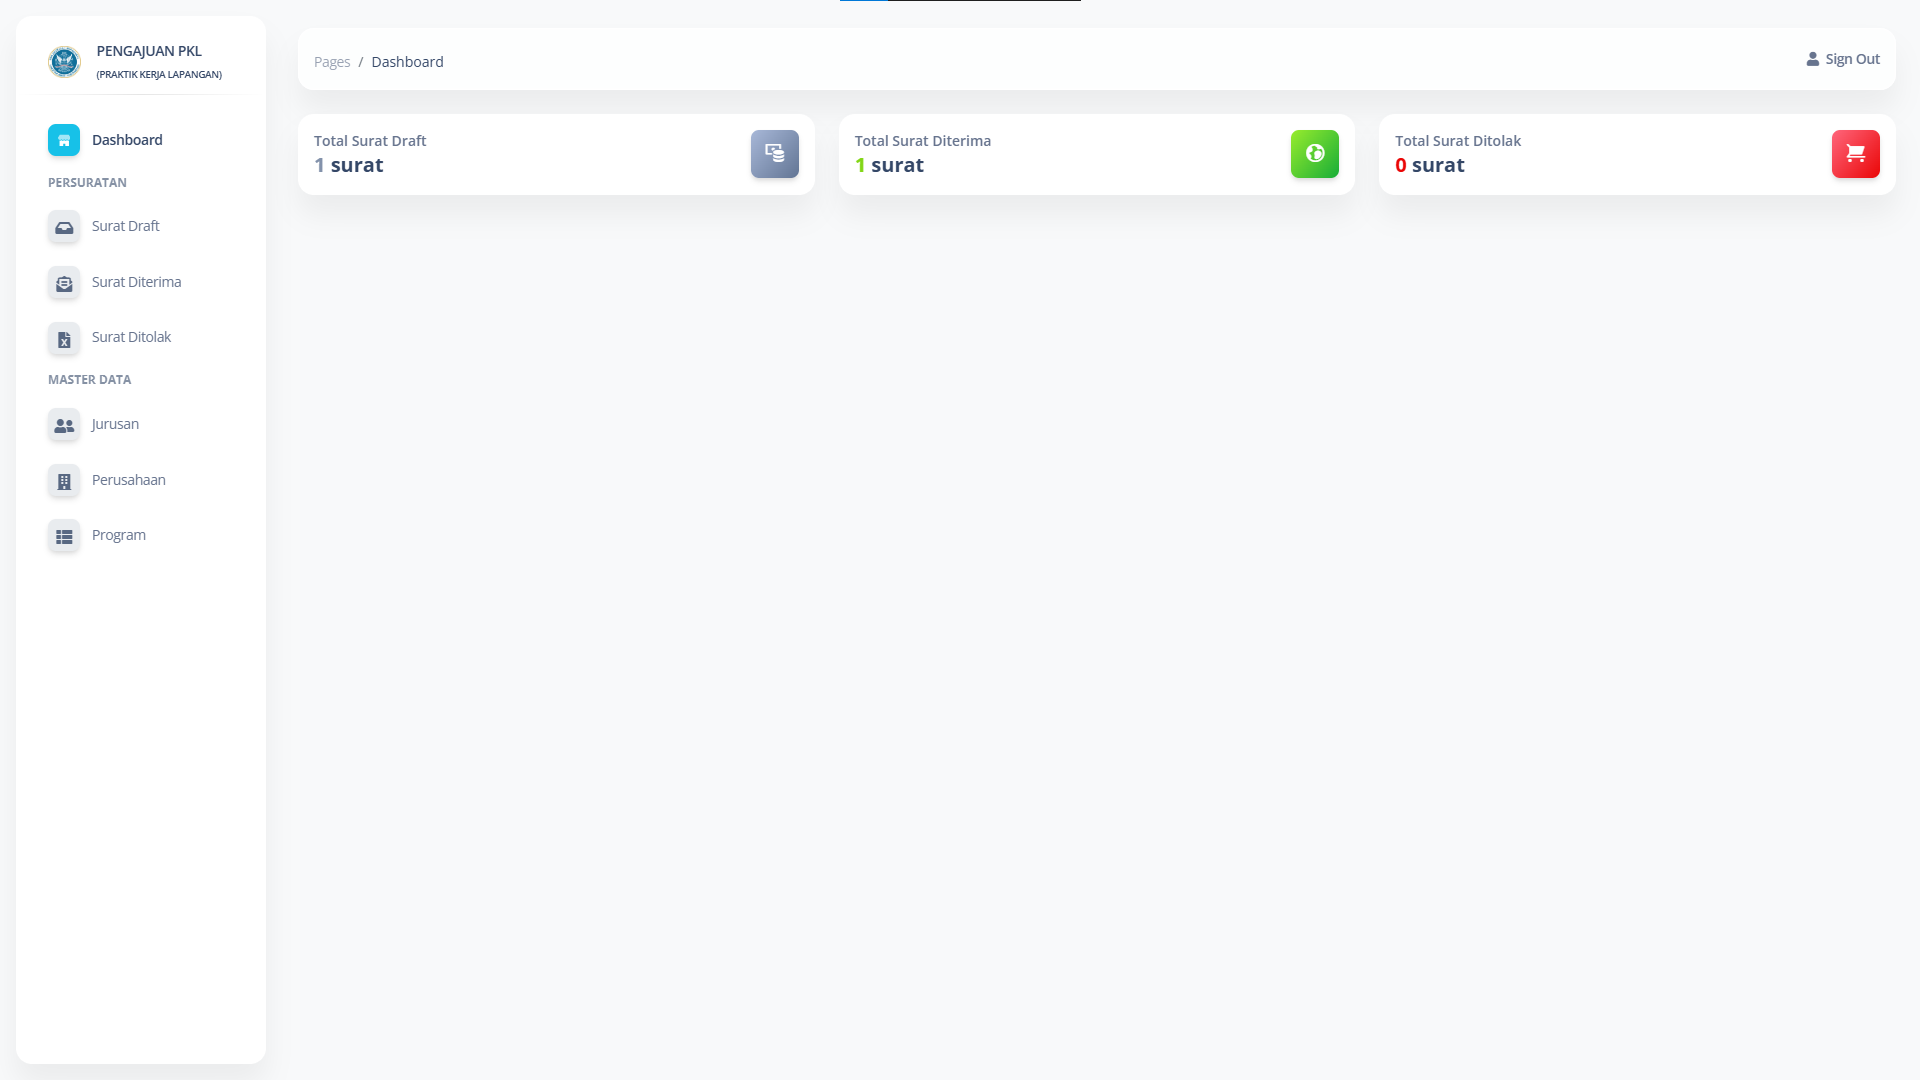 PENGAJUAN PKL
(PRAKTIK KERJA LAPANGAN)
Dashboard
PERSURATAN
Surat Draft
Surat Diterima
Surat Ditolak
MASTER DATA
Jurusan
Perusahaan
Program
Pages / Dashboard
Sign Out
Total Surat Draft
1 surat
Total Surat Diterima
1 surat
Total Surat Ditolak
0 surat